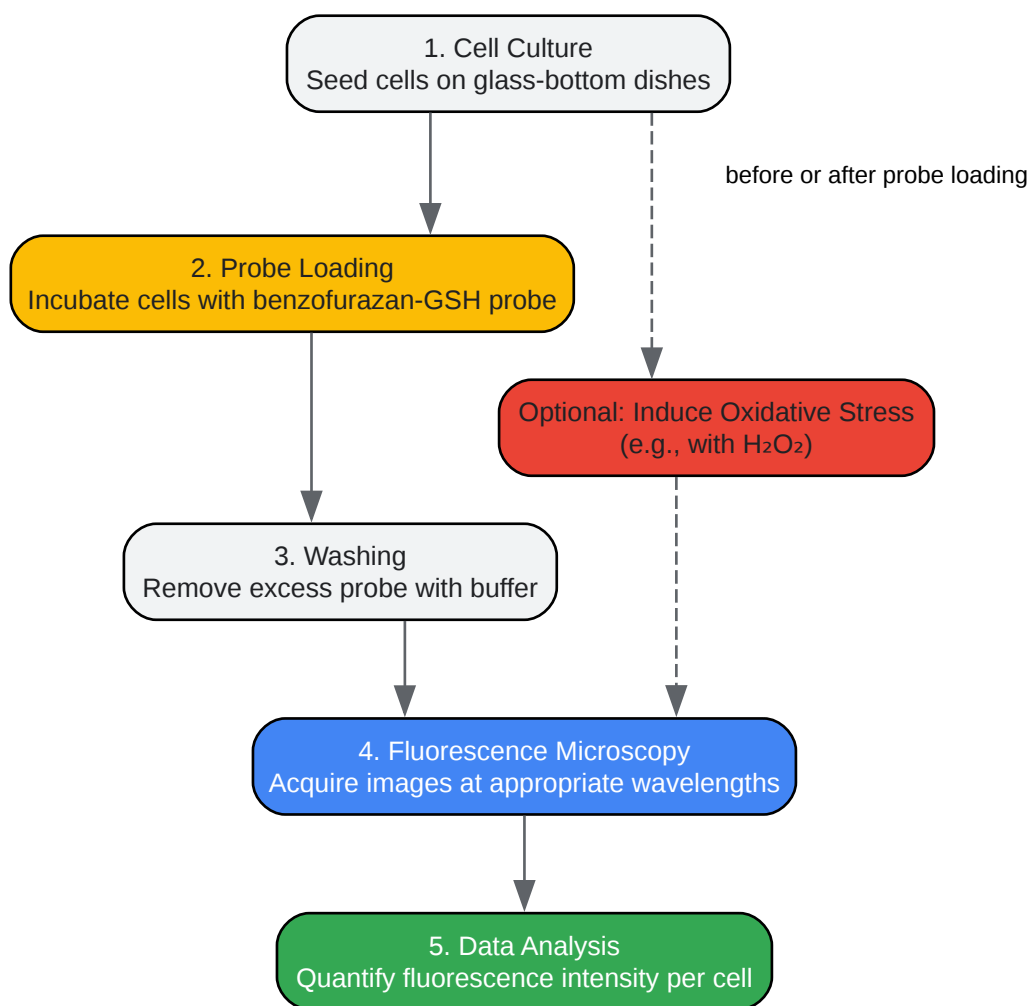 1. Cell Culture
Seed cells on glass-bottom dishes
before or after probe loading
2. Probe Loading
Incubate cells with benzofurazan-GSH probe
Optional: Induce Oxidative Stress
(e.g., with H₂O₂)
3. Washing
Remove excess probe with buffer
4. Fluorescence Microscopy
Acquire images at appropriate wavelengths
5. Data Analysis
Quantify fluorescence intensity per cell